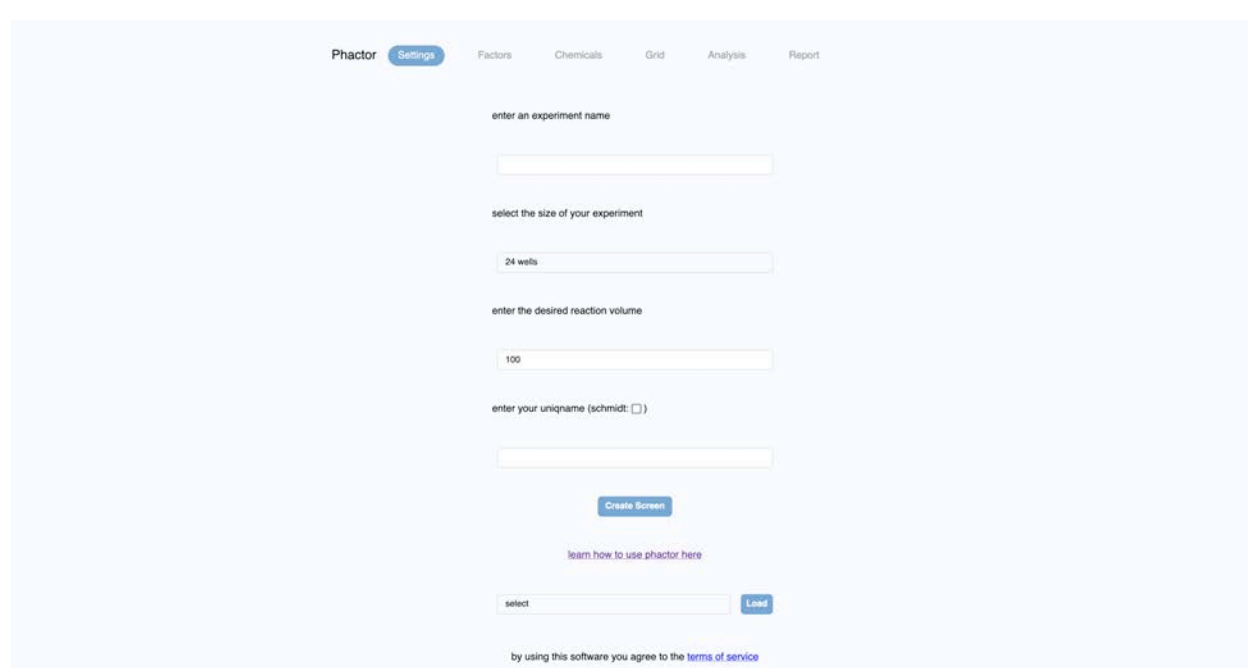 Phactor Settings Factors Chemicals Grid Analysis Report
enter an experiment name
select the size of your experiment
24 wells
enter the desired reaction volume
100
enter your uniqname (schmidt: )
Create Screen
learn how to use phactor here
select Load
by using this software you agree to the terms of service